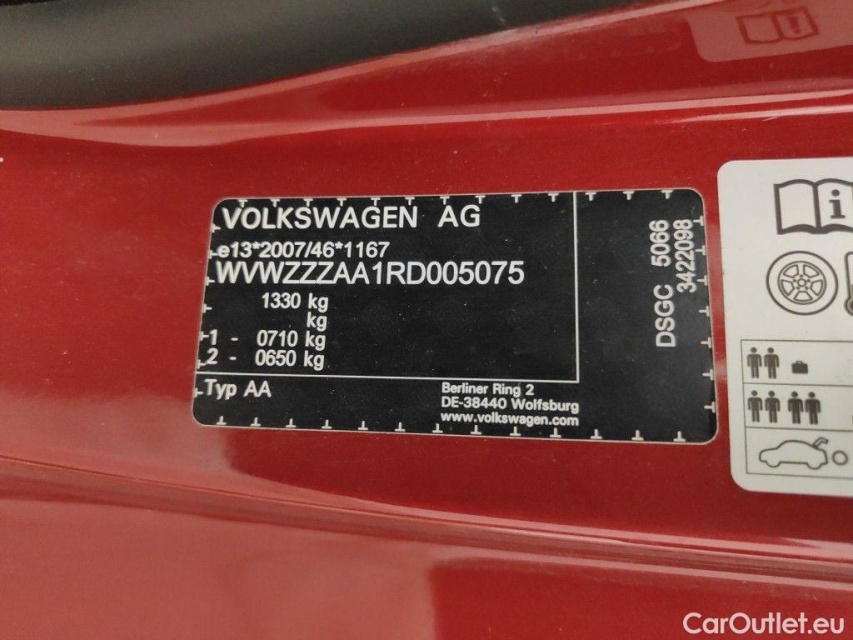 VOLKSWAGEN AG
e13*2007/46*1167
WVWZZZAA1RD005075
1330 kg
kg
1 - 0710 kg
2 - 0650 kg
Typ AA
Berliner Ring 2
DE-38440 Wolfsburg
www.volkswagen.com
DSGC 5066
3422098
i
CarOutlet.eu